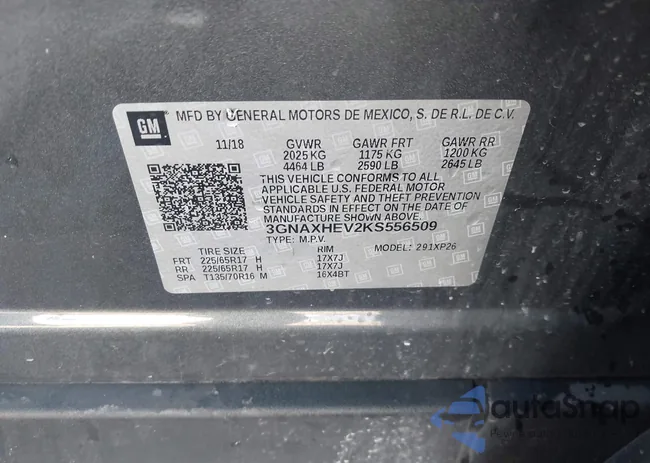 GM MFD BY GENERAL MOTORS DE MEXICO, S. DE R.L. DE C.V.
11/18 GVWR GAWR FRT GAWR RR
2025 KG 1175 KG 1200 KG
4464 LB 2590 LB 2645 LB
THIS VEHICLE CONFORMS TO ALL
APPLICABLE U.S. FEDERAL MOTOR
VEHICLE SAFETY AND THEFT PREVENTION
STANDARDS IN EFFECT ON THE DATE OF
MANUFACTURE SHOWN ABOVE.
3GNAXHEV2KS556509
TYPE: M.P.V. MODEL: 291XP26
TIRE SIZE RIM
FRT 225/65R17 H 17X7J
RR 225/65R17 H 17X7J
SPA T135/70R16 M 16X4BT
autoSnap